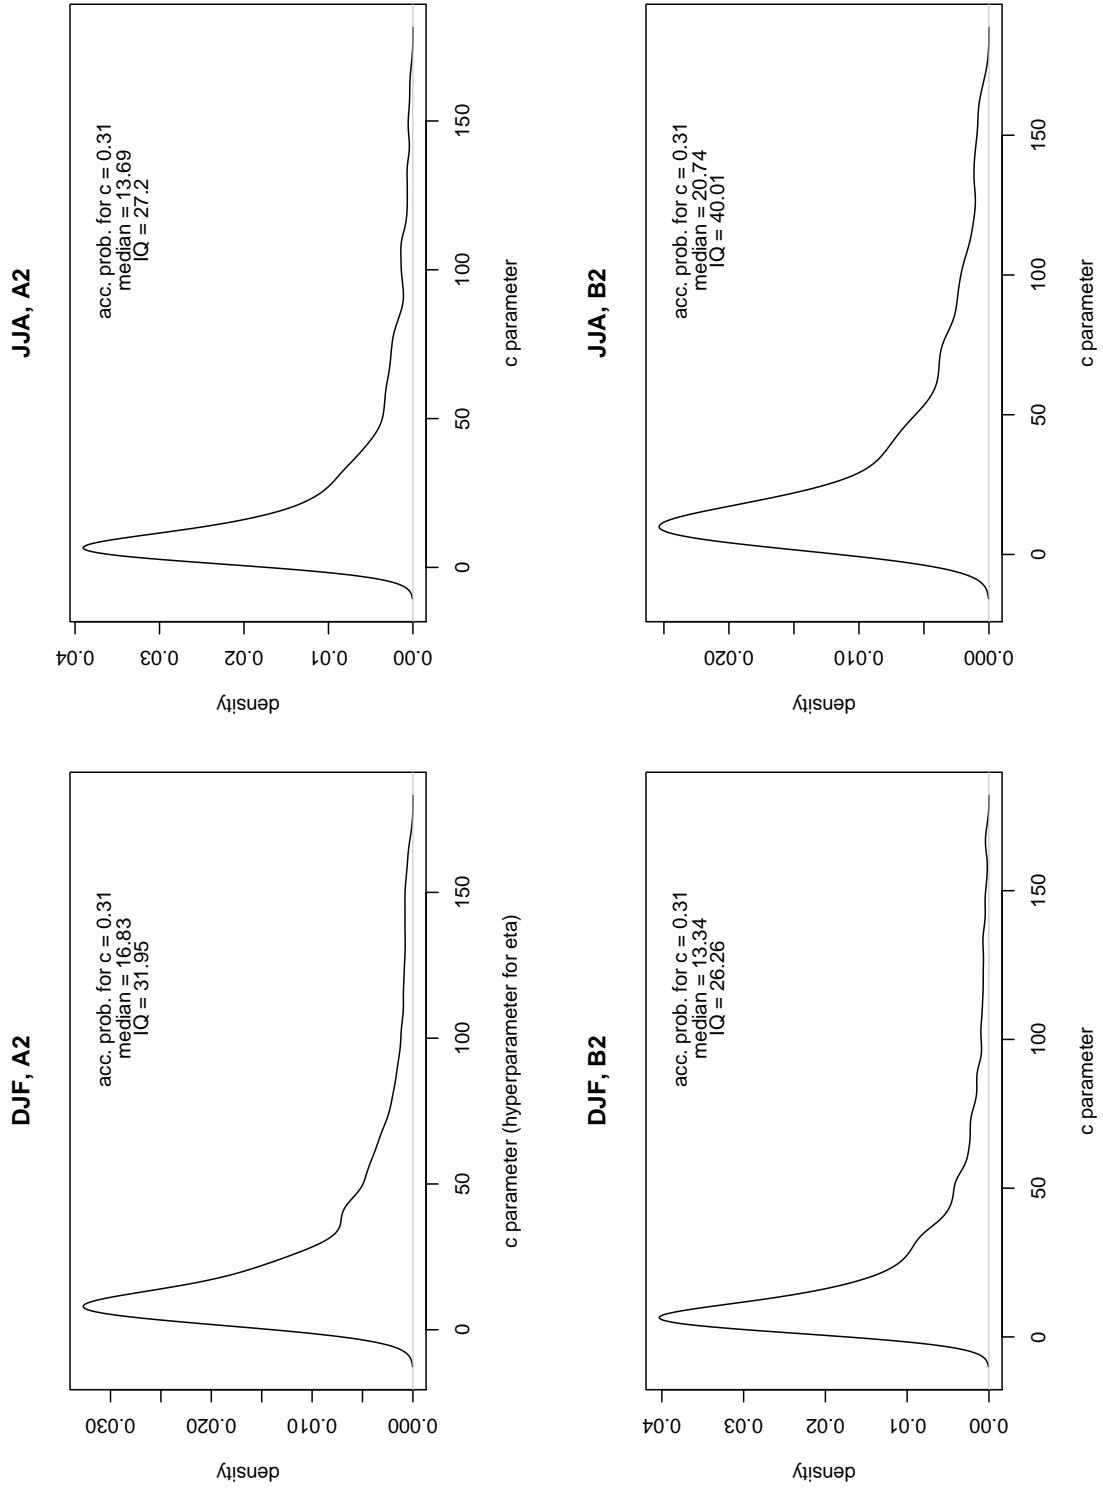 DJF, A2
acc. prob. for c = 0.31
median = 16.83
IQ = 31.95
density
0.000
0.010
0.020
0.030
0
50
100
150
c parameter (hyperparameter for eta)
JJA, A2
acc. prob. for c = 0.31
median = 13.69
IQ = 27.2
density
0.00
0.01
0.02
0.03
0.04
0
50
100
150
c parameter
DJF, B2
acc. prob. for c = 0.31
median = 13.34
IQ = 26.26
density
0.00
0.01
0.02
0.03
0.04
0
50
100
150
c parameter
JJA, B2
acc. prob. for c = 0.31
median = 20.74
IQ = 40.01
density
0.000
0.010
0.020
0
50
100
150
c parameter